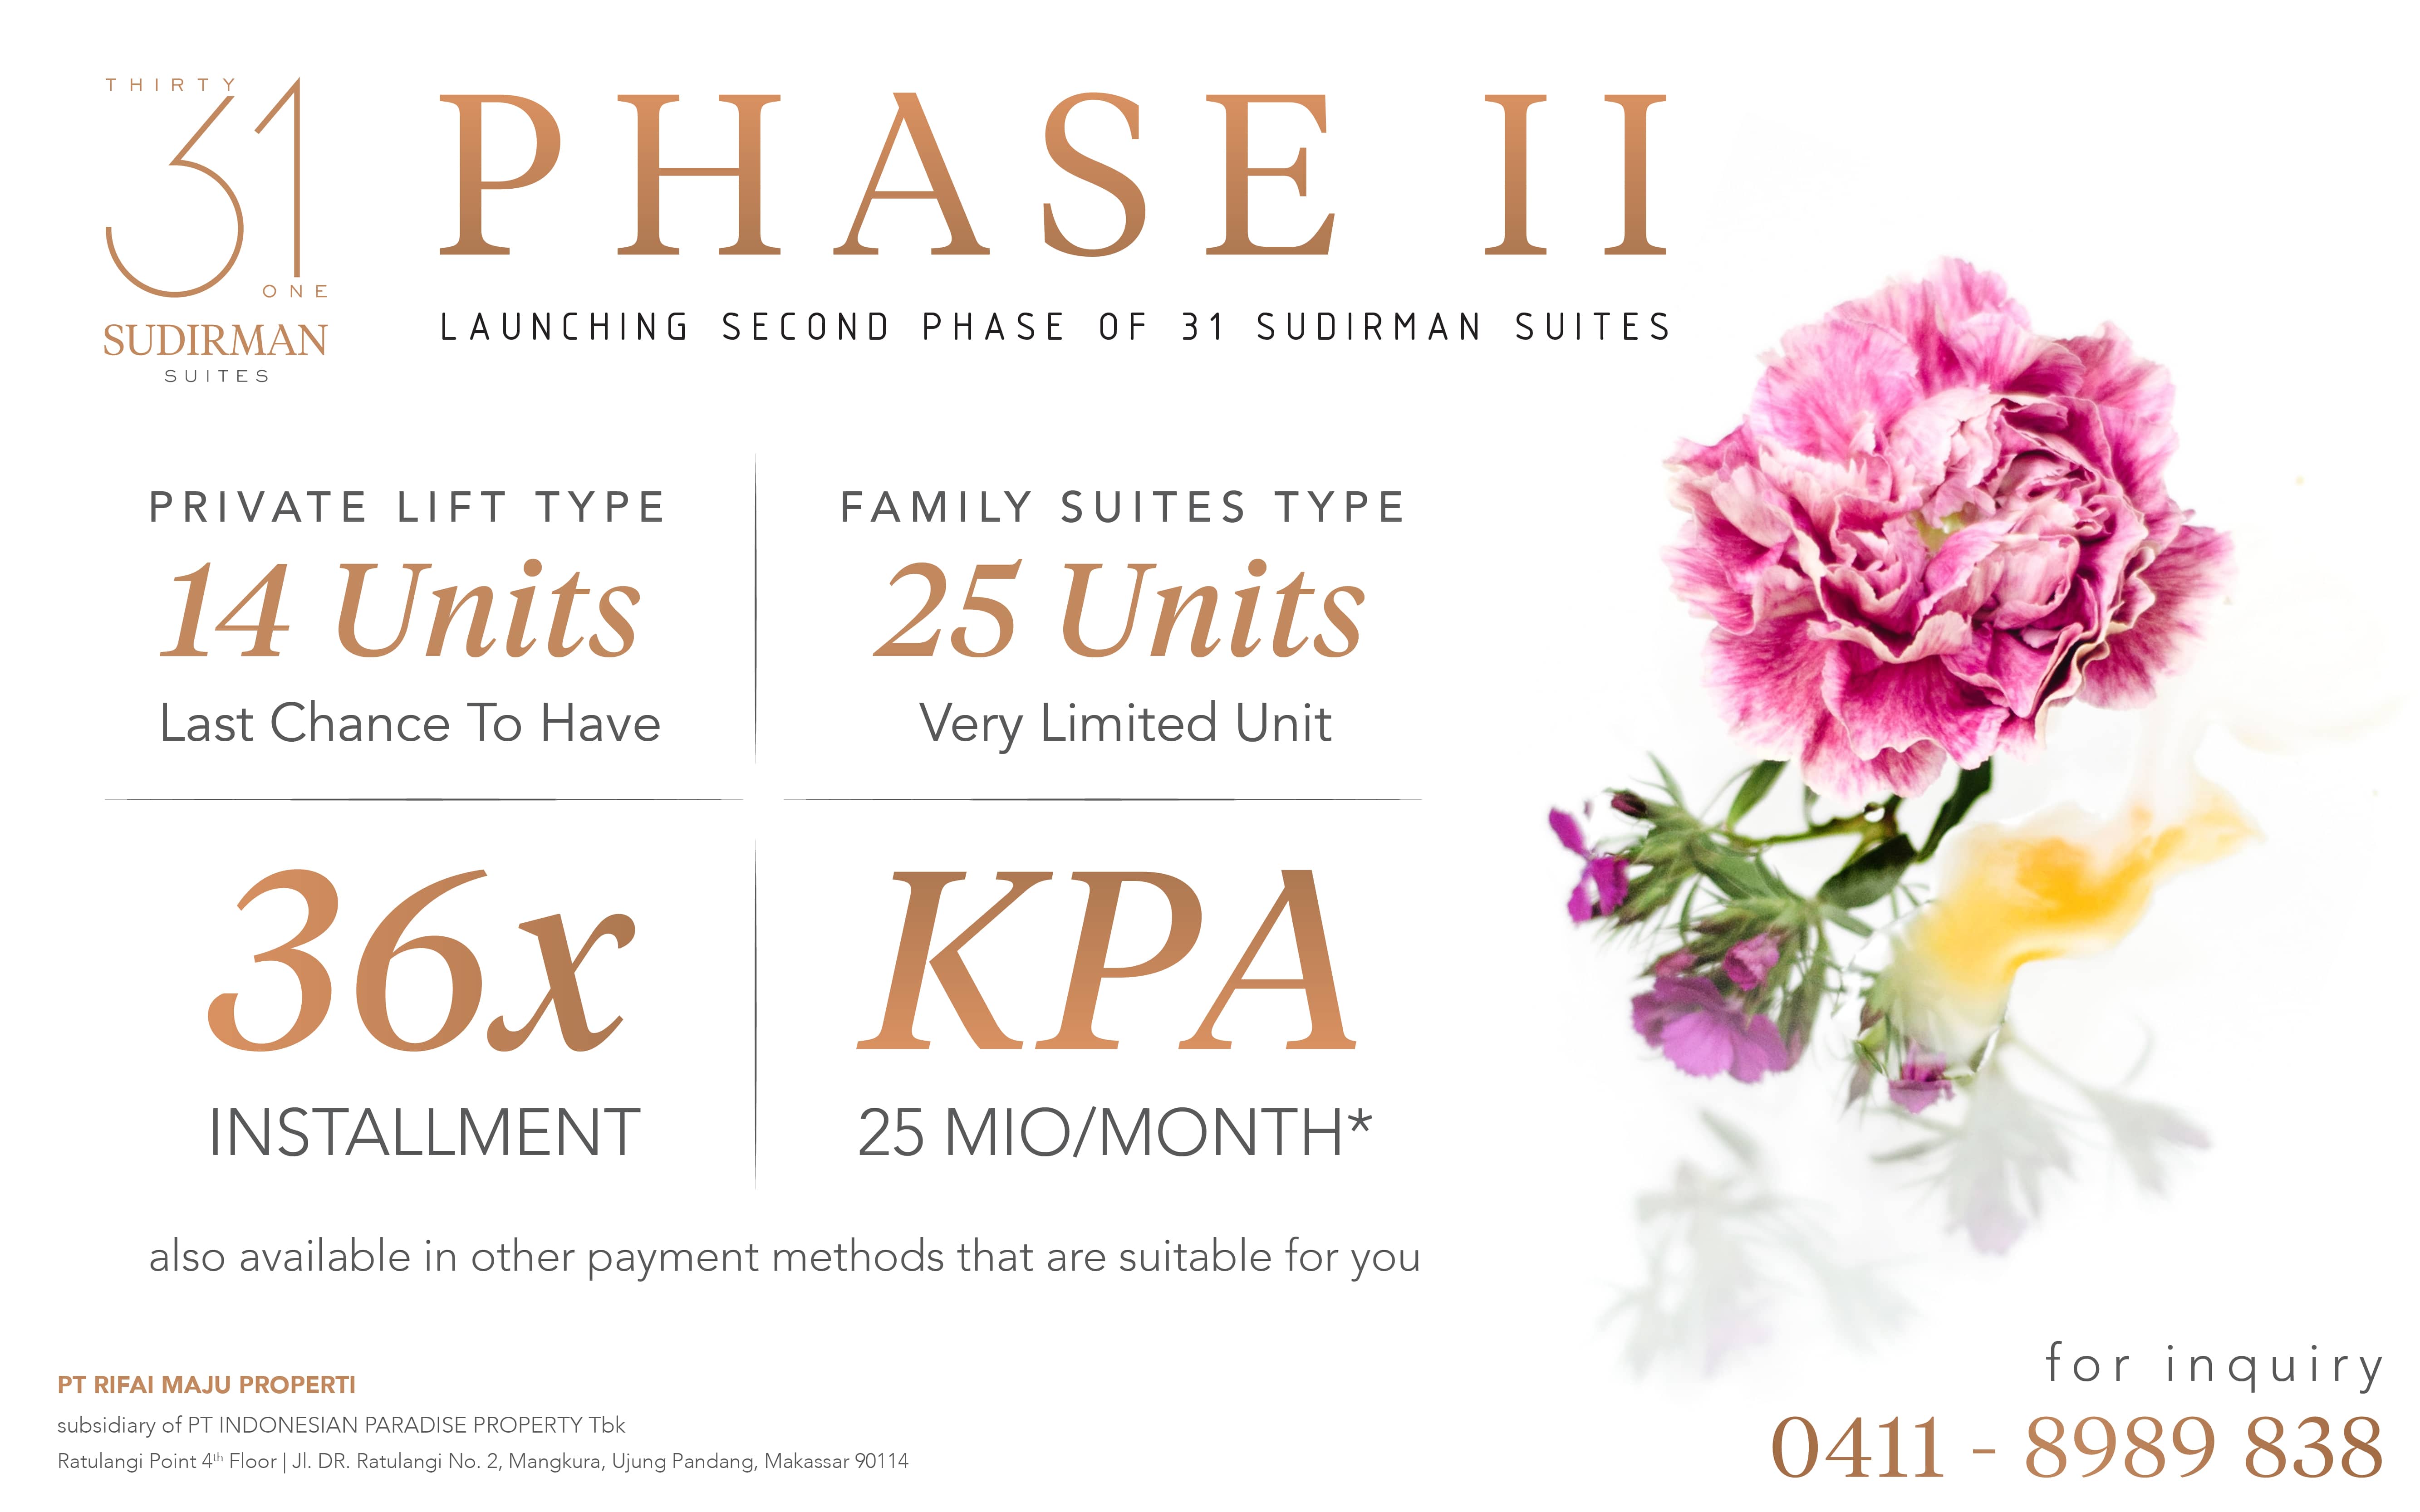 THIRTY
31
ONE
SUDIRMAN
SUITES
PHASE II
LAUNCHING SECOND PHASE OF 31 SUDIRMAN SUITES
PRIVATE LIFT TYPE
14 Units
Last Chance To Have
FAMILY SUITES TYPE
25 Units
Very Limited Unit
36x
INSTALLMENT
KPA
25 MIO/MONTH*
also available in other payment methods that are suitable for you
PT RIFAI MAJU PROPERTI
subsidiary of PT INDONESIAN PARADISE PROPERTY Tbk
Ratulangi Point 4th Floor | Jl. DR. Ratulangi No. 2, Mangkura, Ujung Pandang, Makassar 90114
for inquiry
0411 - 8989 838